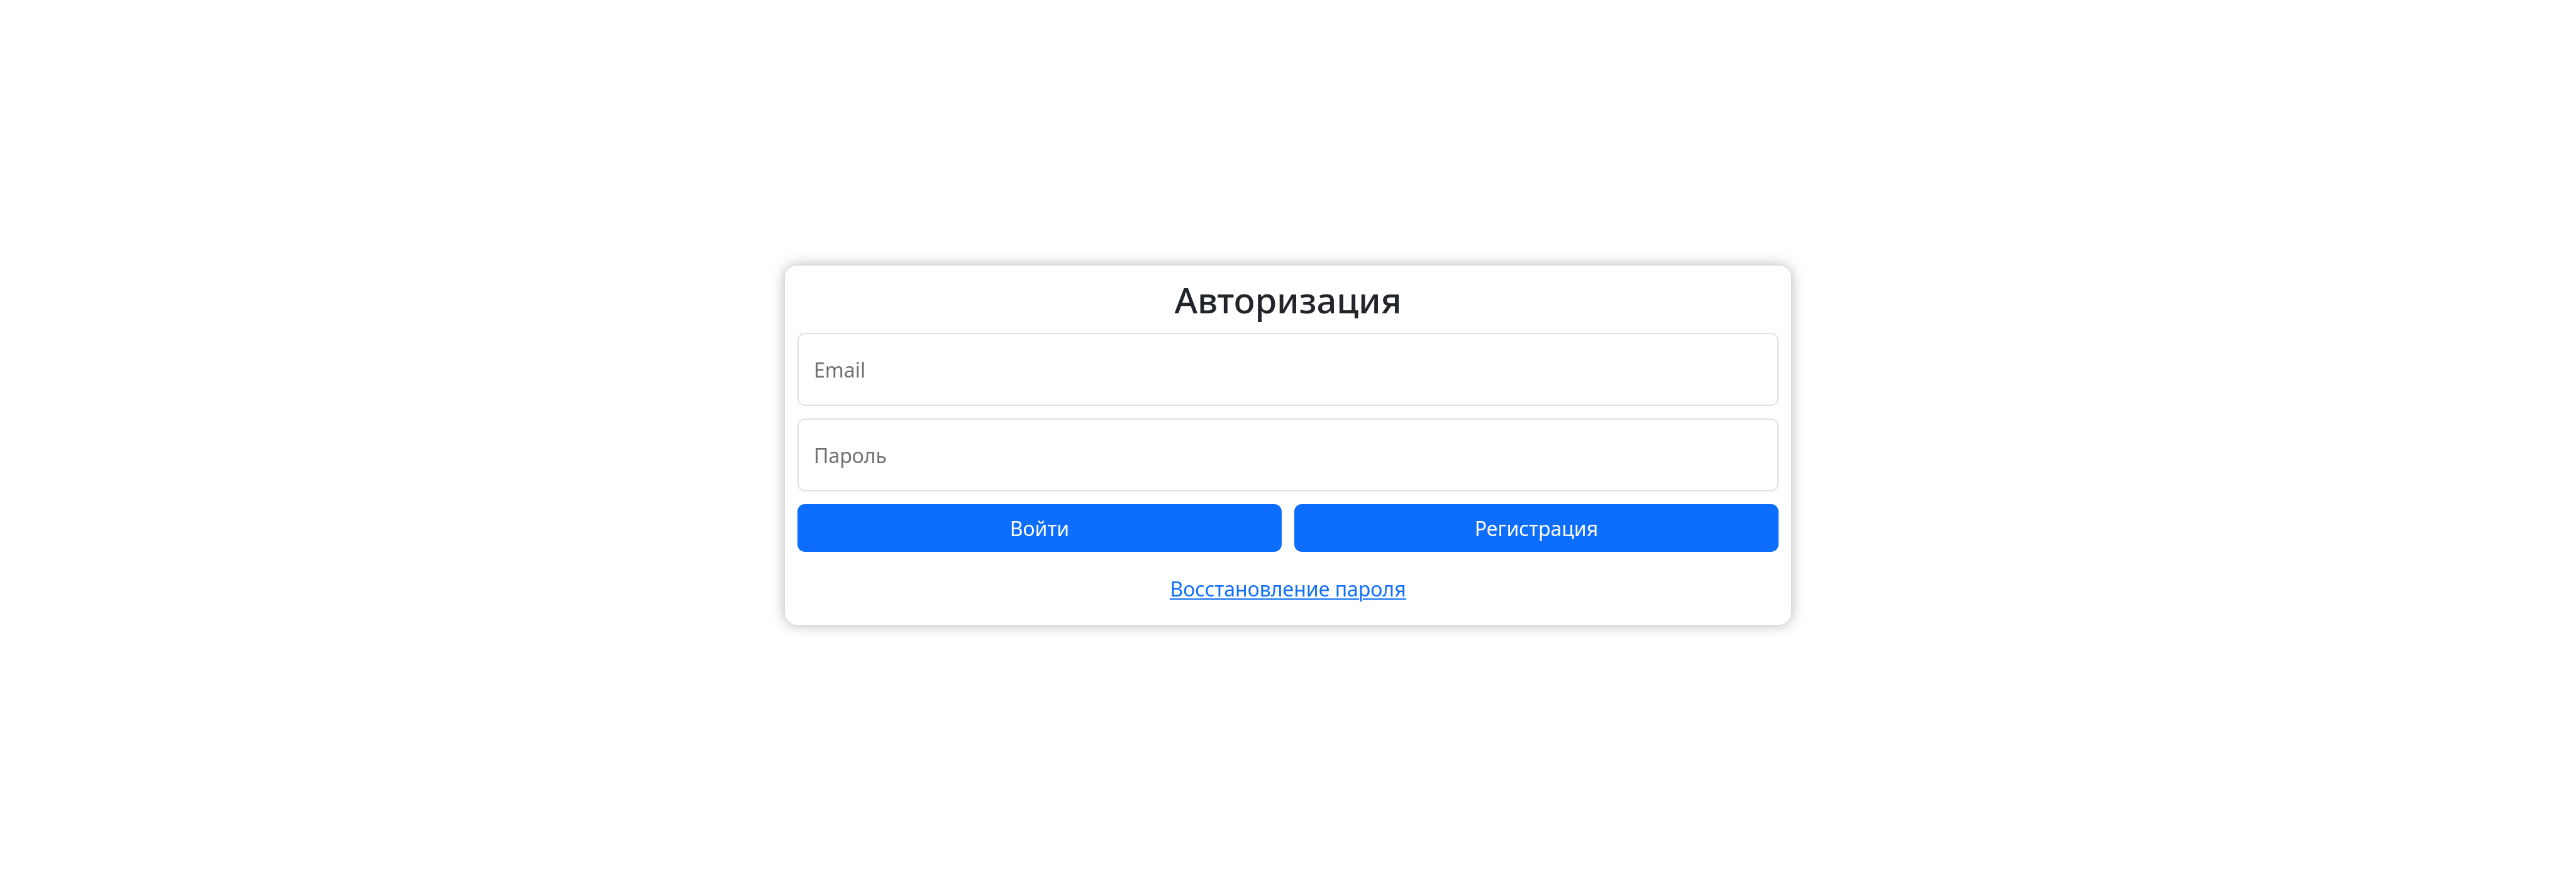 Авторизация
Email
Пароль
Войти Регистрация
Восстановление пароля